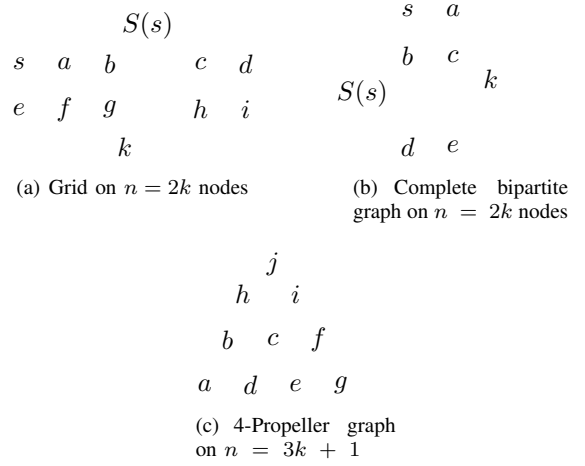 S(s)
s a b c d
e f g h i
k
(a) Grid on n = 2k nodes
s a
b c
k
S(s)
d e
(b) Complete bipartite
graph on n = 2k nodes
j
h i
b c f
a d e g
(c) 4-Propeller graph
on n = 3k + 1